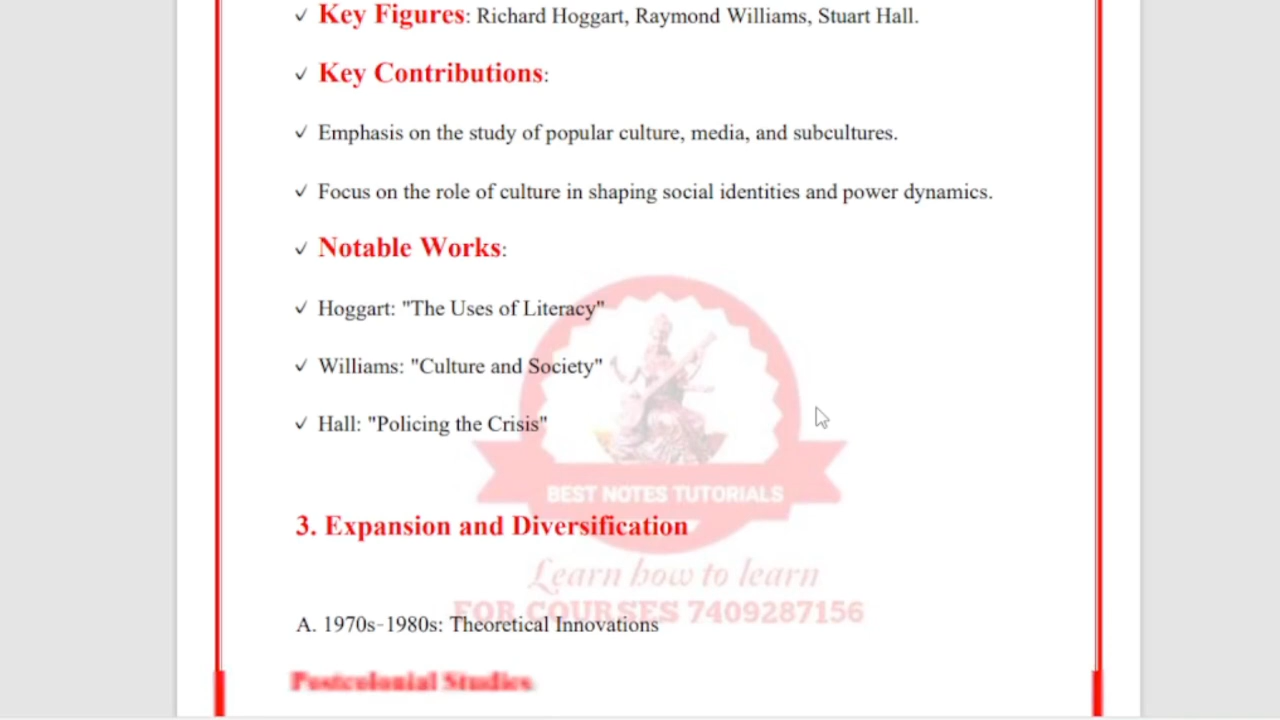 ✓ Key Figures: Richard Hoggart, Raymond Williams, Stuart Hall.
✓ Key Contributions:
✓ Emphasis on the study of popular culture, media, and subcultures.
✓ Focus on the role of culture in shaping social identities and power dynamics.
✓ Notable Works:
✓ Hoggart: "The Uses of Literacy"
✓ Williams: "Culture and Society"
✓ Hall: "Policing the Crisis"
BEST NOTES TUTORIALS
3. Expansion and Diversification
Learn how to learn
FOR COURSES 7409287156
A. 1970s-1980s: Theoretical Innovations
Postcolonial Studies